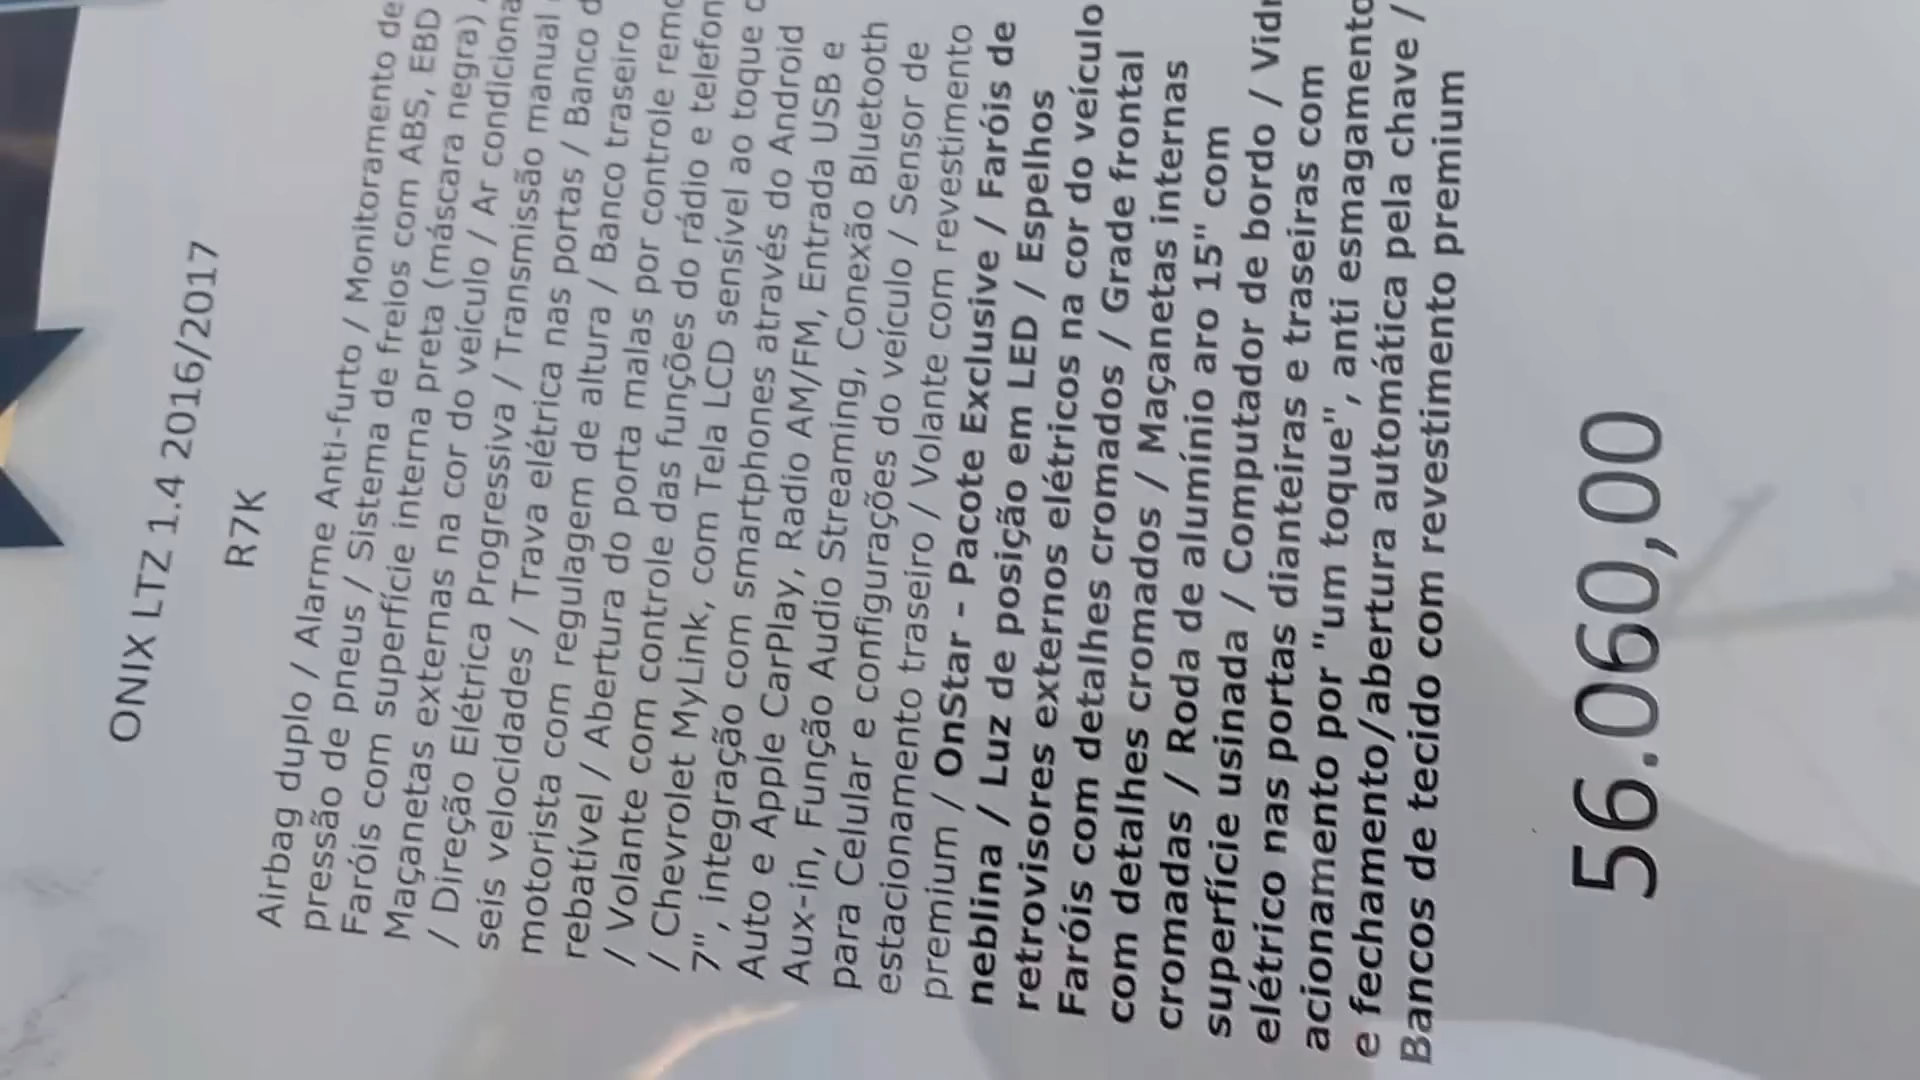 ONIX LTZ 1.4 2016/2017
R7K
Airbag duplo / Alarme Anti-furto / Monitoramento de
pressão de pneus / Sistema de freios com ABS, EBD
Faróis com superfície interna preta (máscara negra)
Maçanetas externas na cor do veículo / Ar
/ Direção Elétrica Progressiva / Transmissão manual
seis velocidades / Trava elétrica nas portas / Banco
motorista com regulagem de altura / Banco traseiro
rebatível / Abertura do porta malas por controle
/ Volante com controle das funções do rádio e
/ Chevrolet MyLink, com Tela LCD sensível ao toque
7", integração com smartphones através do Android
Auto e Apple CarPlay, Radio AM/FM, Entrada USB e
Aux-in, Função Audio Streaming, Conexão Bluetooth
para Celular e configurações do veículo / Sensor de
estacionamento traseiro / Volante com revestimento
premium / OnStar - Pacote Exclusive / Faróis de
neblina / Luz de posição em LED / Espelhos
retrovisores externos elétricos na cor do veículo
Faróis com detalhes cromados / Grade frontal
com detalhes cromados / Maçanetas internas
cromadas / Roda de alumínio aro 15" com
superfície usinada / Computador de bordo /
elétrico nas portas dianteiras e traseiras com
acionamento por "um toque", anti esmagamento
e fechamento/abertura automática pela chave /
Bancos de tecido com revestimento premium
56.060,00